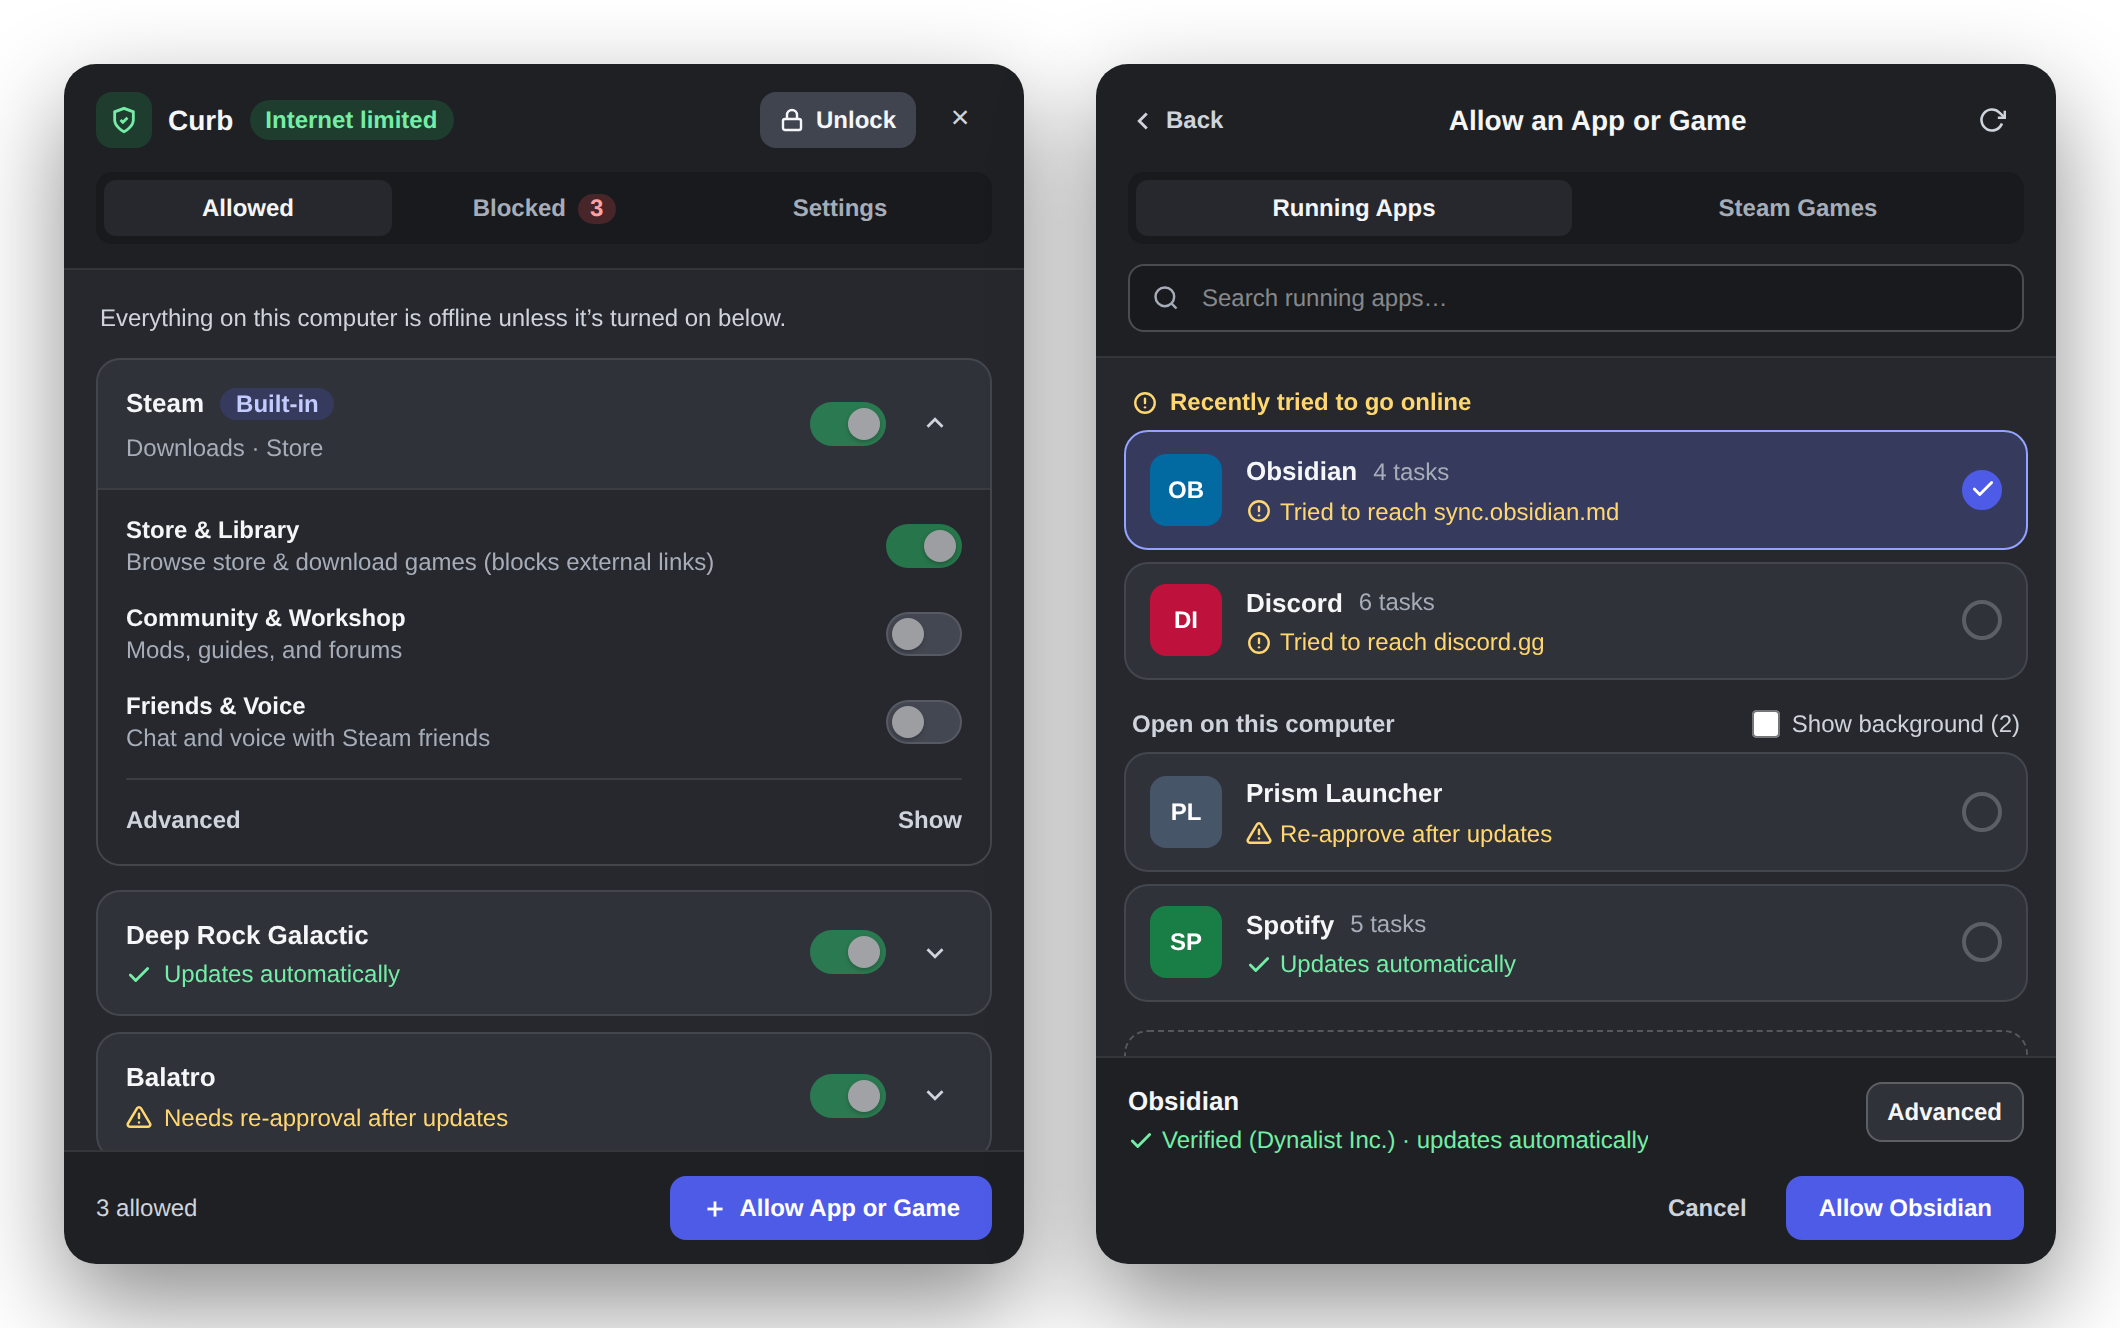 Curb
Internet limited
Unlock
×
Allowed
Blocked 3
Settings
Everything on this computer is offline unless it’s turned on below.
Steam Built-in
Downloads · Store
Store & Library
Browse store & download games (blocks external links)
Community & Workshop
Mods, guides, and forums
Friends & Voice
Chat and voice with Steam friends
Advanced
Show
Deep Rock Galactic
Updates automatically
Balatro
Needs re-approval after updates
3 allowed
+ Allow App or Game
Back
Allow an App or Game
Running Apps
Steam Games
Search running apps…
Recently tried to go online
OB
Obsidian 4 tasks
Tried to reach sync.obsidian.md
DI
Discord 6 tasks
Tried to reach discord.gg
Open on this computer
Show background (2)
PL
Prism Launcher
Re-approve after updates
SP
Spotify 5 tasks
Updates automatically
Obsidian
Verified (Dynalist Inc.) · updates automatically
Advanced
Cancel
Allow Obsidian